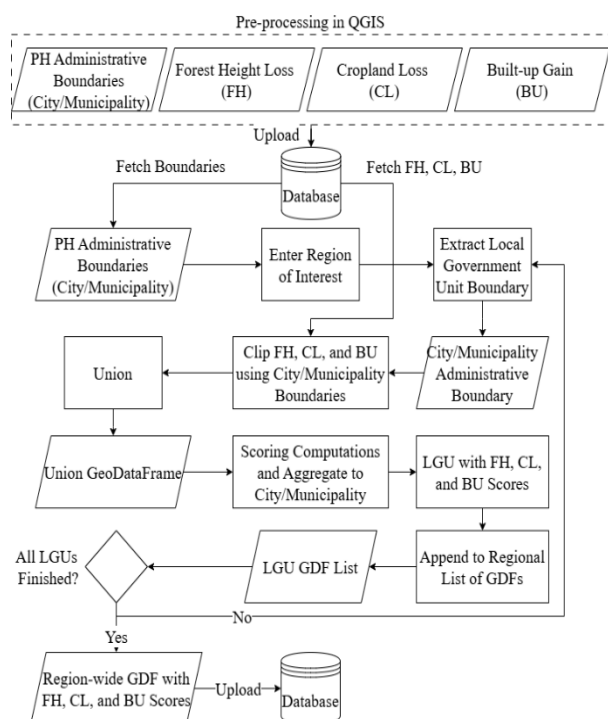 Pre-processing in QGIS
PH Administrative
Boundaries
(City/Municipality)
Forest Height Loss
(FH)
Cropland Loss
(CL)
Built-up Gain
(BU)
Upload
Fetch Boundaries
Fetch FH, CL, BU
Database
PH Administrative
Boundaries
(City/Municipality)
Enter Region
of Interest
Extract Local
Government
Unit Boundary
Union
Clip FH, CL, and BU
using City/Municipality
Boundaries
City/Municipality
Administrative
Boundary
Union GeoDataFrame
Scoring Computations
and Aggregate to
City/Municipality
LGU with FH, CL,
and BU Scores
All LGUs
Finished?
LGU GDF List
Append to Regional
List of GDFs
No
Yes
Region-wide GDF with
FH, CL, and BU Scores
Upload
Database